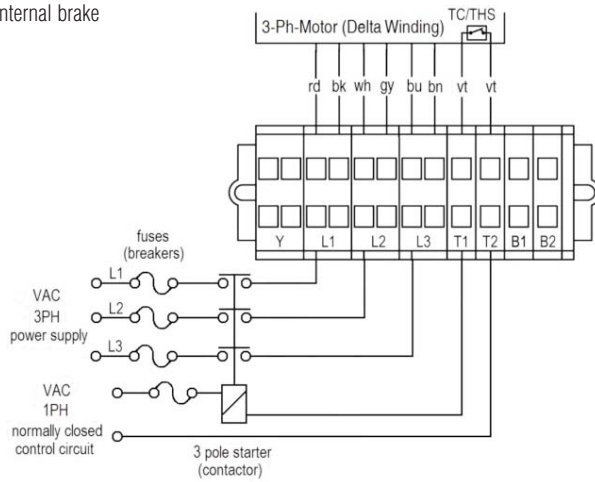 nternal brake
TC/THS
3-Ph-Motor (Delta Winding)
rd bk wh gy bu bn vt vt
Y L1 L2 L3 T1 T2 B1 B2
fuses
(breakers)
L1
VAC
L2
3PH
power supply
L3
VAC
1PH
normally closed
control circuit
3 pole starter
(contactor)